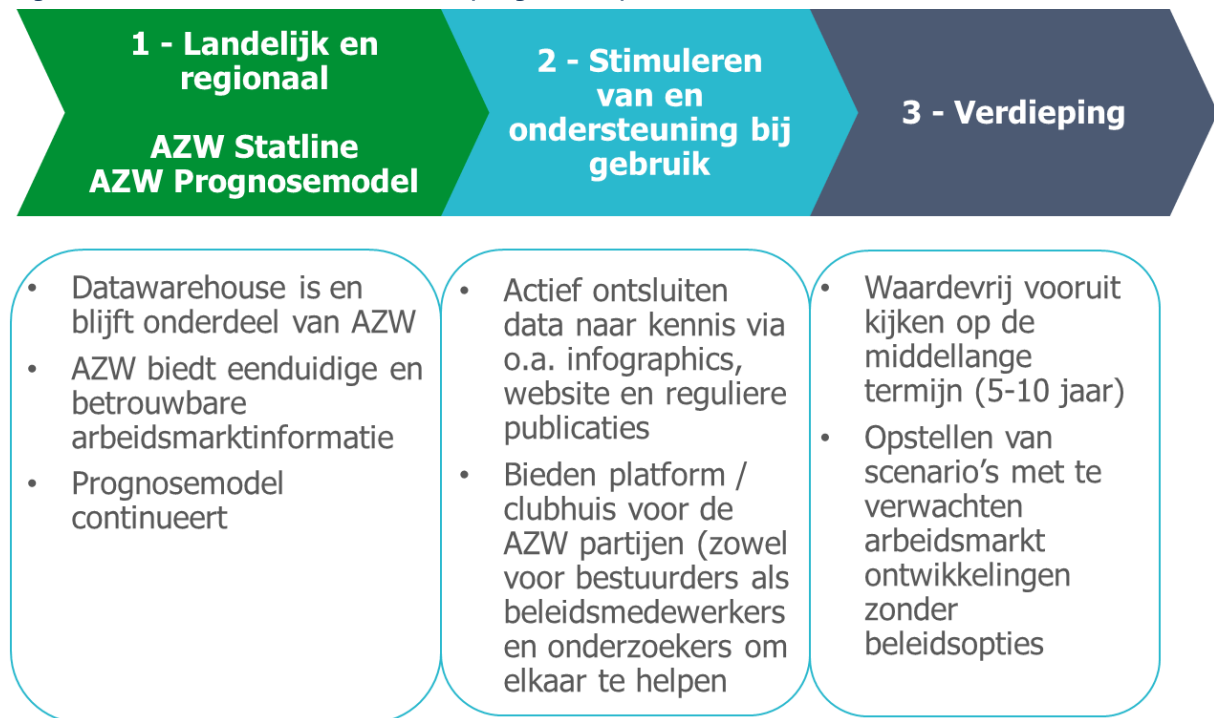 1 - Landelijk en
regionaal
AZW Statline
AZW Prognosemodel
2 - Stimuleren
van en
ondersteuning bij
gebruik
3 - Verdieping
• Datawarehouse is en
blijft onderdeel van AZW
• AZW biedt eenduidige en
betrouwbare
arbeidsmarktinformatie
• Prognosemodel
continueert
• Actief ontsluiten
data naar kennis via
o.a. infographics,
website en reguliere
publicaties
• Bieden platform /
clubhuis voor de
AZW partijen (zowel
voor bestuurders als
beleidsmedewerkers
en onderzoekers om
elkaar te helpen
• Waardevrij vooruit
kijken op de
middellange
termijn (5-10 jaar)
• Opstellen van
scenario’s met te
verwachten
arbeidsmarkt
ontwikkelingen
zonder
beleidsopties